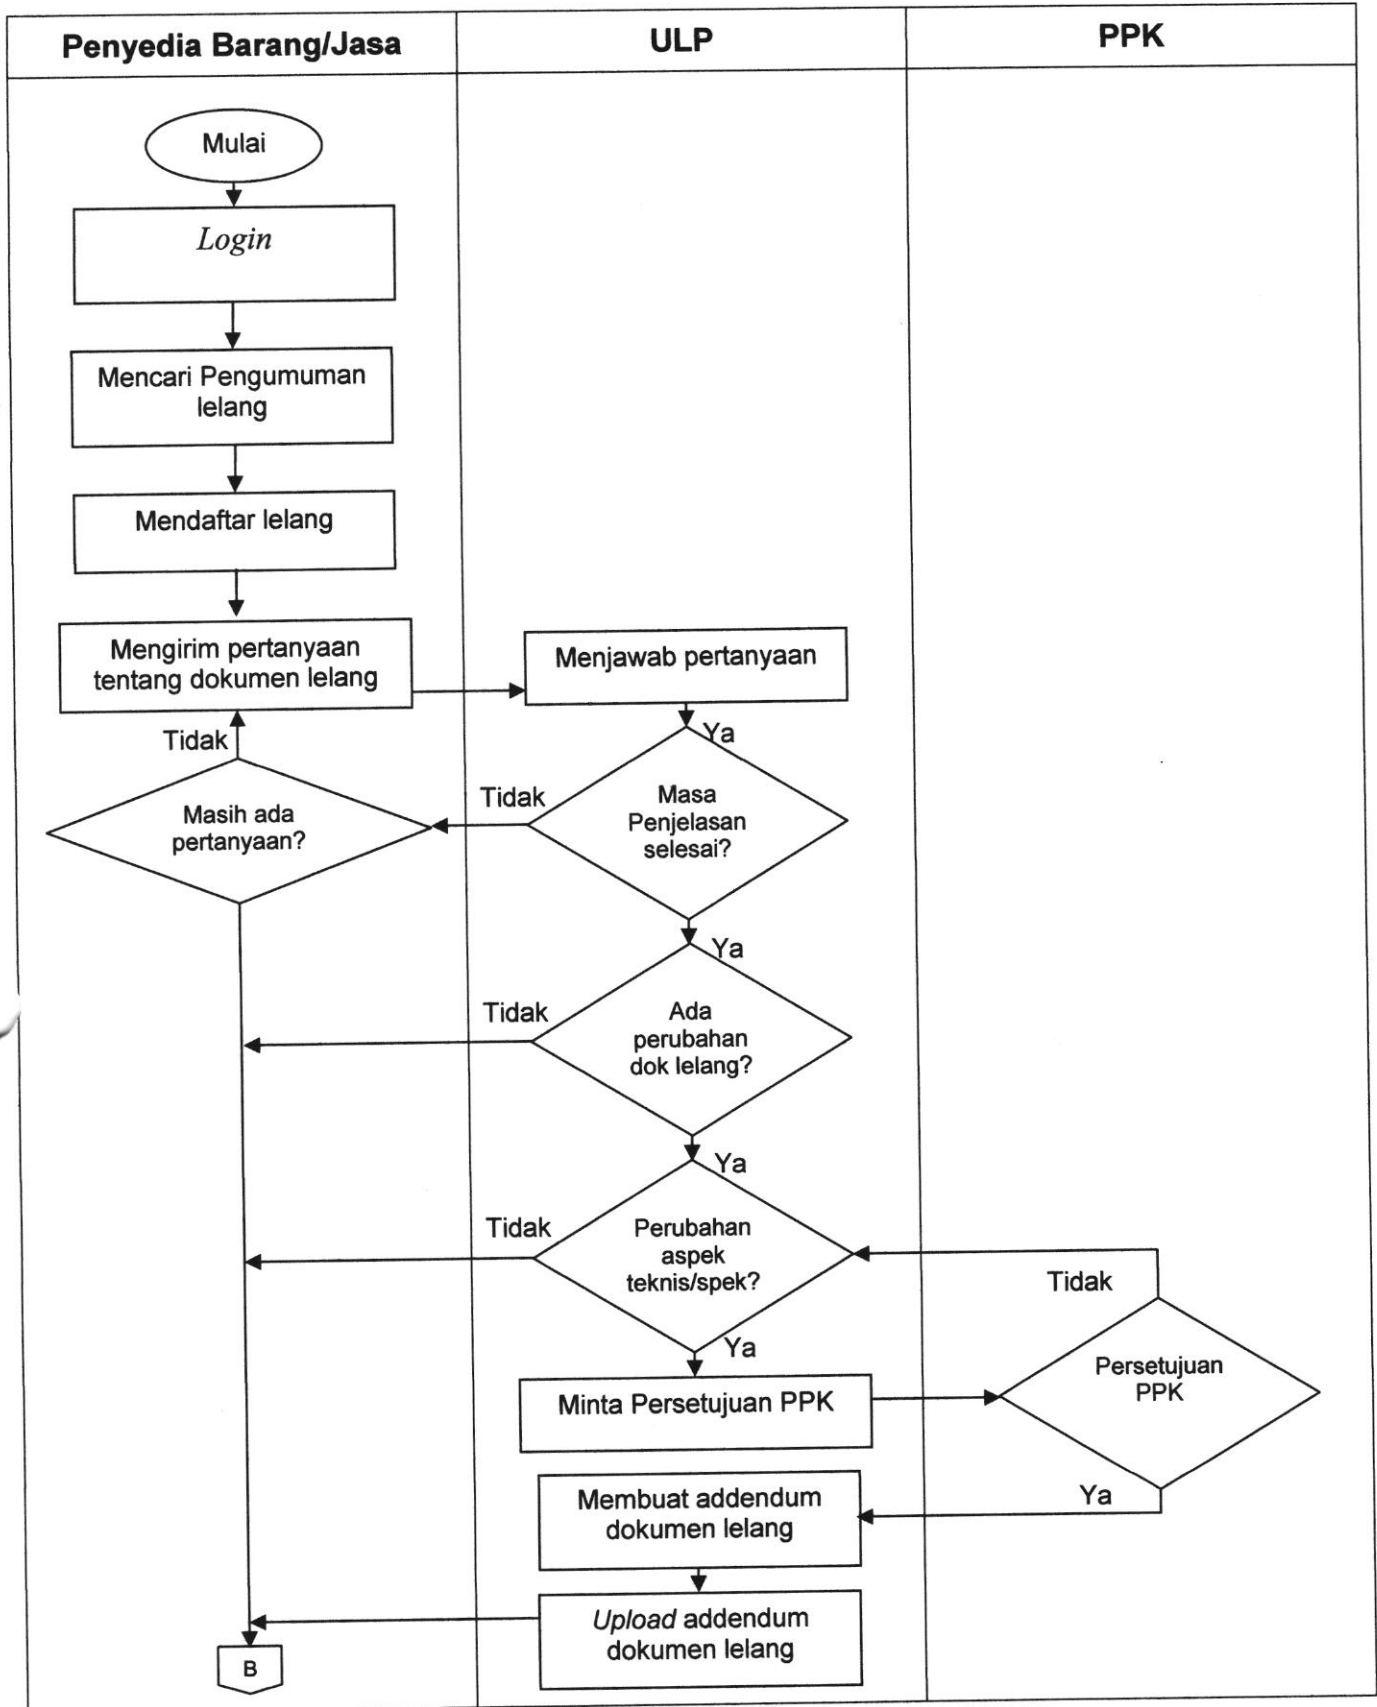 Penyedia Barang/Jasa
ULP
PPK
Mulai
Login
Mencari Pengumuman
lelang
Mendaftar lelang
Mengirim pertanyaan
tentang dokumen lelang
Menjawab pertanyaan
Tidak
Ya
Masih ada
pertanyaan?
Tidak
Masa
Penjelasan
selesai?
Ya
Tidak
Ada
perubahan
dok lelang?
Ya
Tidak
Perubahan
aspek
teknis/spek?
Tidak
Ya
Persetujuan
PPK
Minta Persetujuan PPK
Ya
Membuat addendum
dokumen lelang
Upload addendum
dokumen lelang
B